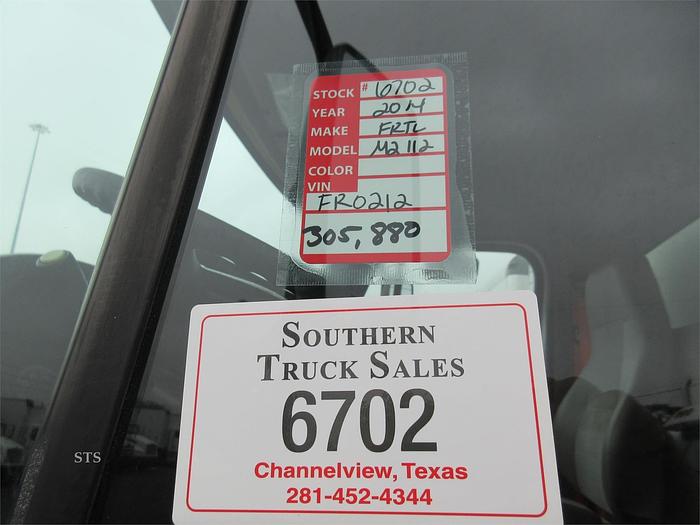 STOCK # 6702
YEAR 2014
MAKE FRTL
MODEL M2 112
COLOR
VIN
FR0212
305,880
SOUTHERN
TRUCK SALES
6702
Channelview, Texas
281-452-4344
STS